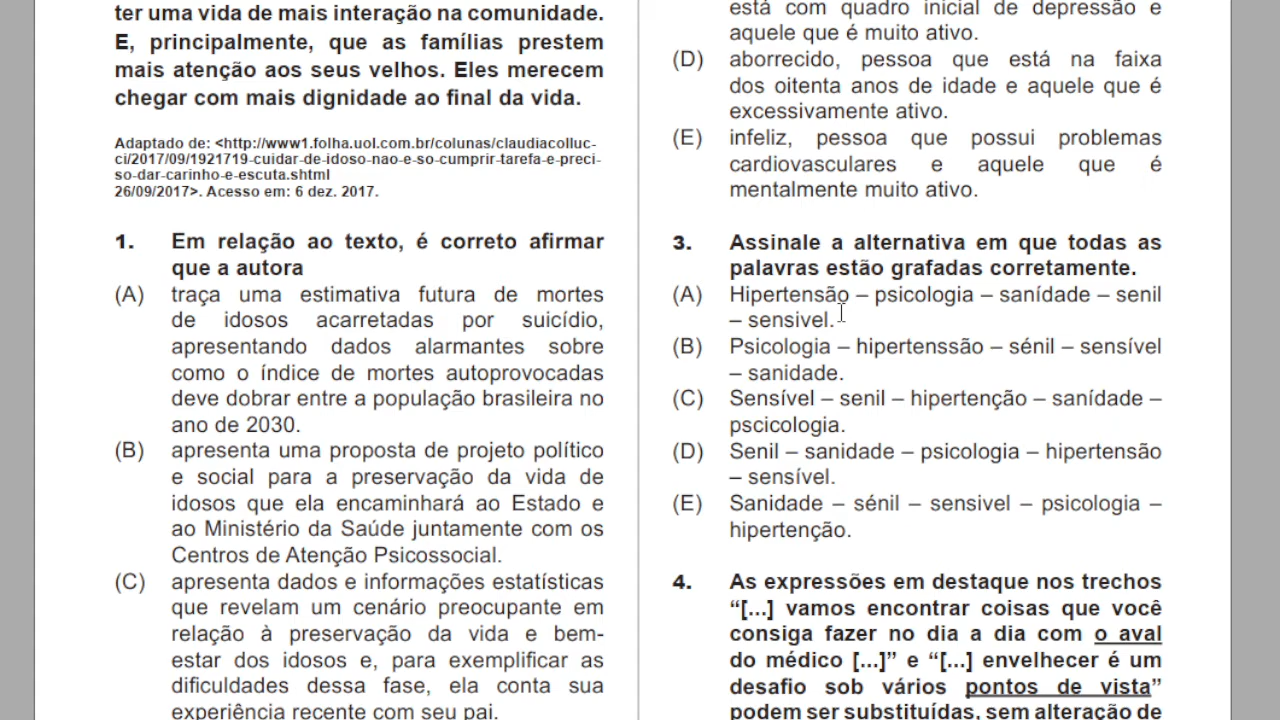 ter uma vida de mais interação na comunidade.
E, principalmente, que as famílias prestem
mais atenção aos seus velhos. Eles merecem
chegar com mais dignidade ao final da vida.
Adaptado de: <http://www1.folha.uol.com.br/colunas/claudiacolluc-
ci/2017/09/1921719-cuidar-de-idoso-nao-e-so-cumprir-tarefa-e-preci-
so-dar-carinho-e-escuta.shtml
26/09/2017>. Acesso em: 6 dez. 2017.
1. Em relação ao texto, é correto afirmar
que a autora
(A) traça uma estimativa futura de mortes
de idosos acarretadas por suicídio,
apresentando dados alarmantes sobre
como o índice de mortes autoprovocadas
deve dobrar entre a população brasileira no
ano de 2030.
(B) apresenta uma proposta de projeto político
e social para a preservação da vida de
idosos que ela encaminhará ao Estado e
ao Ministério da Saúde juntamente com os
Centros de Atenção Psicossocial.
(C) apresenta dados e informações estatísticas
que revelam um cenário preocupante em
relação à preservação da vida e bem-
estar dos idosos e, para exemplificar as
dificuldades dessa fase, ela conta sua
experiência recente com seu pai.
está com quadro inicial de depressão e
aquele que é muito ativo.
(D) aborrecido, pessoa que está na faixa
dos oitenta anos de idade e aquele que é
excessivamente ativo.
(E) infeliz, pessoa que possui problemas
cardiovasculares e aquele que é
mentalmente muito ativo.
3. Assinale a alternativa em que todas as
palavras estão grafadas corretamente.
(A) Hipertensão – psicologia – sanídade – senil
– sensivel.
(B) Psicologia – hipertenssão – sénil – sensível
– sanidade.
(C) Sensível – senil – hipertenção – sanídade –
pscicologia.
(D) Senil – sanidade – psicologia – hipertensão
– sensível.
(E) Sanidade – sénil – sensivel – psicologia –
hipertenção.
4. As expressões em destaque nos trechos
“[...] vamos encontrar coisas que você
consiga fazer no dia a dia com o aval
do médico [...]” e “[...] envelhecer é um
desafio sob vários pontos de vista”
podem ser substituídas, sem alteração de